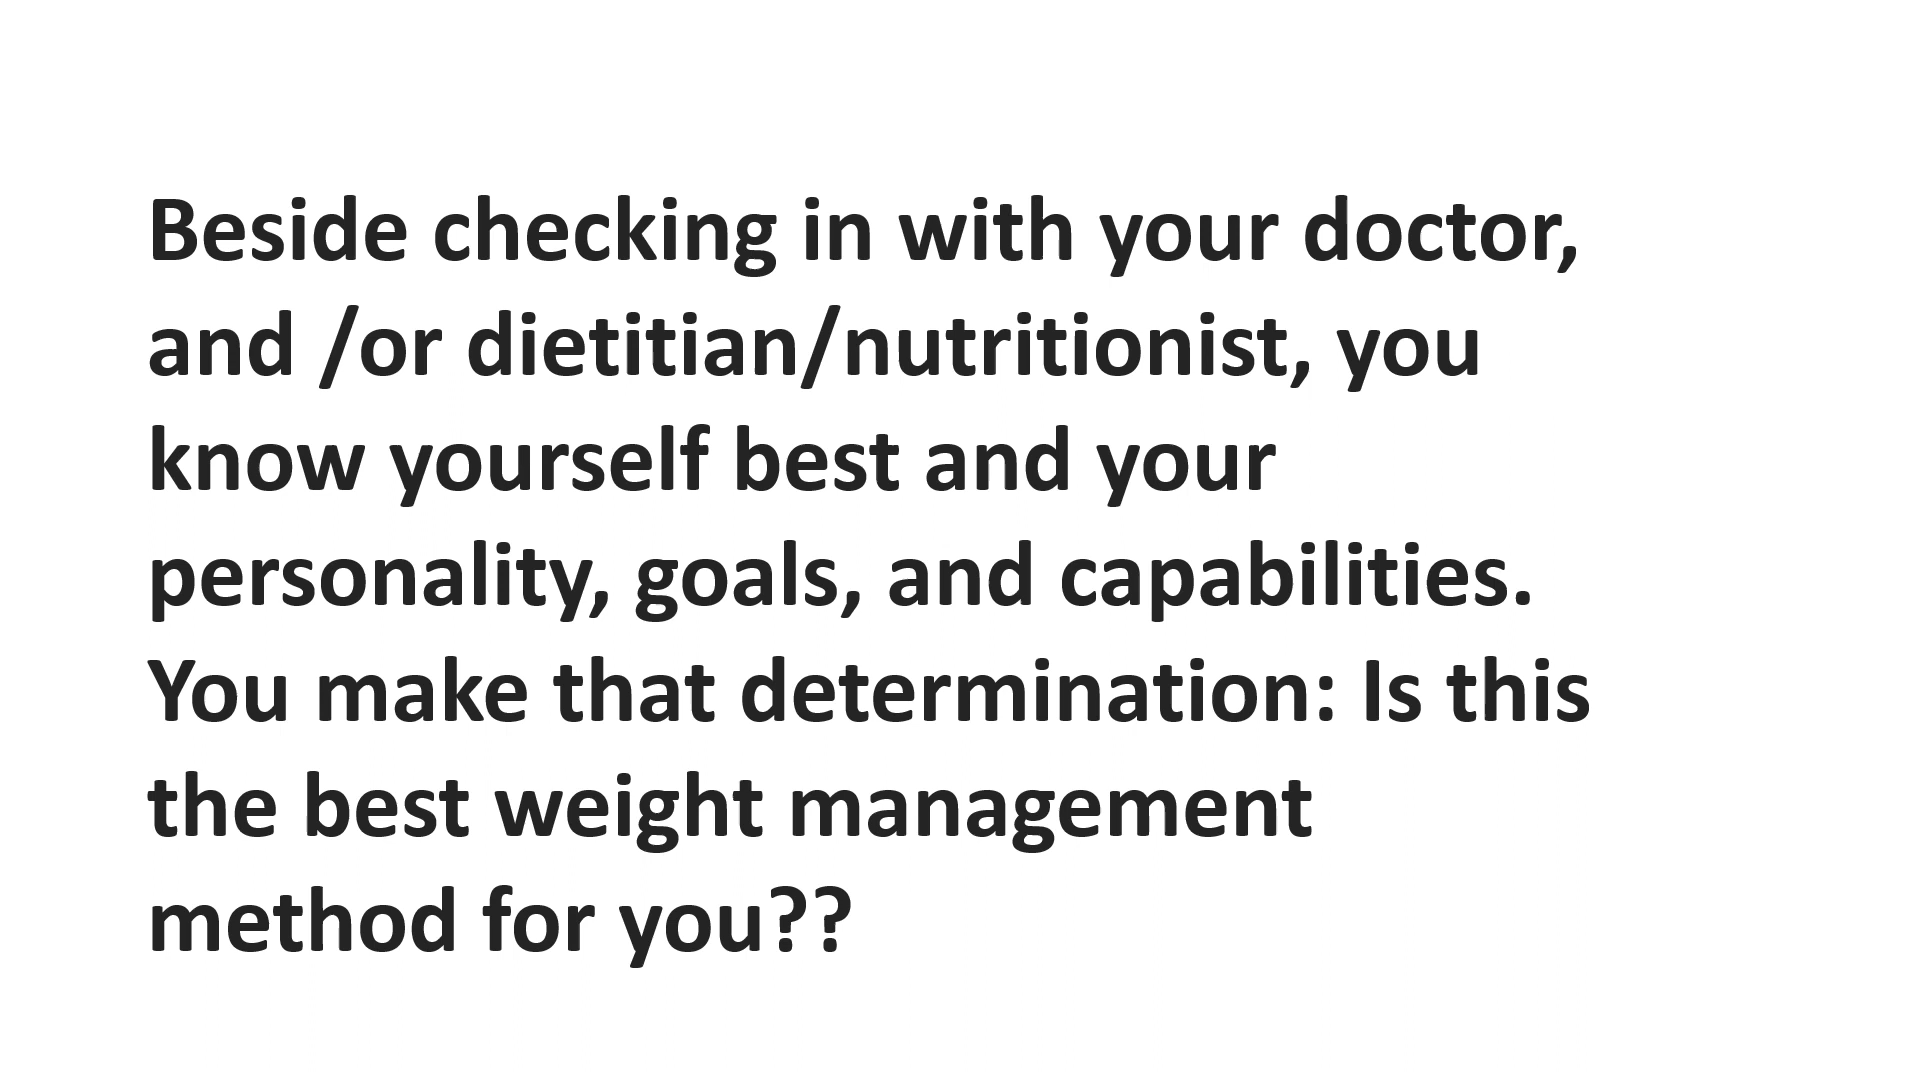 Beside checking in with your doctor,
and /or dietitian/nutritionist, you
know yourself best and your
personality, goals, and capabilities.
You make that determination: Is this
the best weight management
method for you??